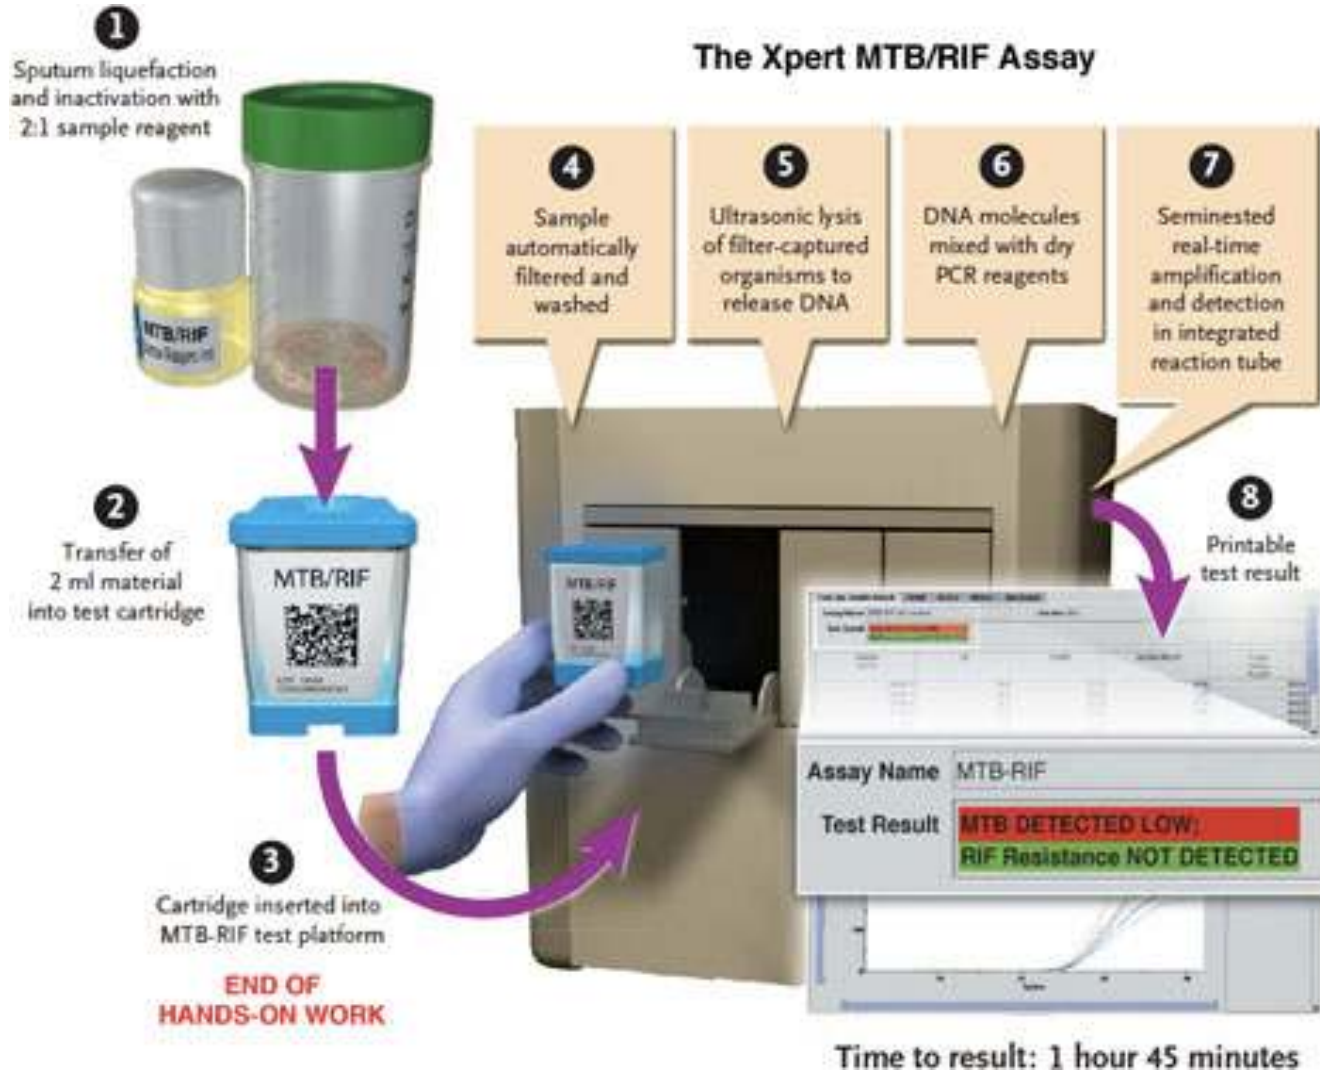 The Xpert MTB/RIF Assay
1
Sputum liquefaction
and inactivation with
2:1 sample reagent
MTB/RIF
2
Transfer of
2 ml material
into test cartridge
MTB/RIF
3
Cartridge inserted into
MTB-RIF test platform
END OF
HANDS-ON WORK
4
Sample
automatically
filtered and
washed
5
Ultrasonic lysis
of filter-captured
organisms to
release DNA
6
DNA molecules
mixed with dry
PCR reagents
7
Seminested
real-time
amplification
and detection
in integrated
reaction tube
MTB/RIF
8
Printable
test result
Assay Name MTB-RIF
Test Result MTB DETECTED LOW;
RIF Resistance NOT DETECTED
Time to result: 1 hour 45 minutes